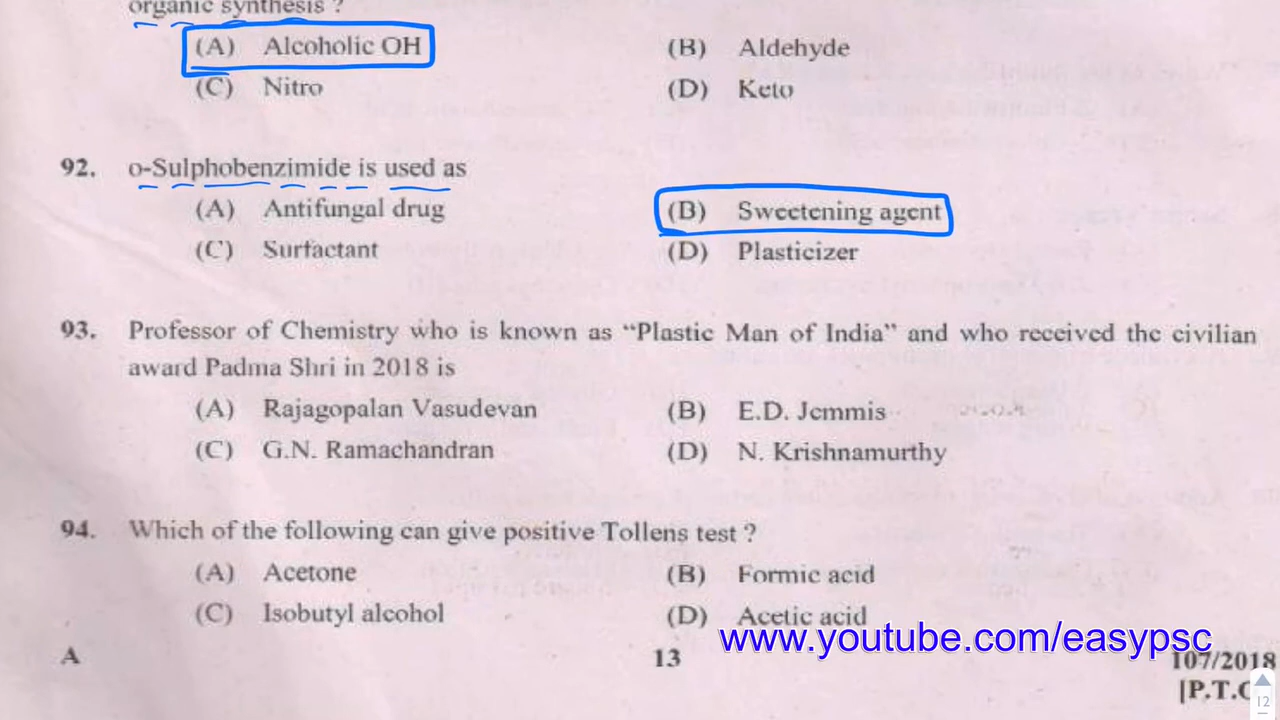 organic synthesis ?
(A) Alcoholic OH (B) Aldehyde
(C) Nitro (D) Keto
92. o-Sulphobenzimide is used as
(A) Antifungal drug (B) Sweetening agent
(C) Surfactant (D) Plasticizer
93. Professor of Chemistry who is known as “Plastic Man of India” and who received the civilian
award Padma Shri in 2018 is
(A) Rajagopalan Vasudevan (B) E.D. Jemmis
(C) G.N. Ramachandran (D) N. Krishnamurthy
94. Which of the following can give positive Tollens test ?
(A) Acetone (B) Formic acid
(C) Isobutyl alcohol (D) Acetic acid
www.youtube.com/easypsc
A 13 107/2018
[P.T.O
12